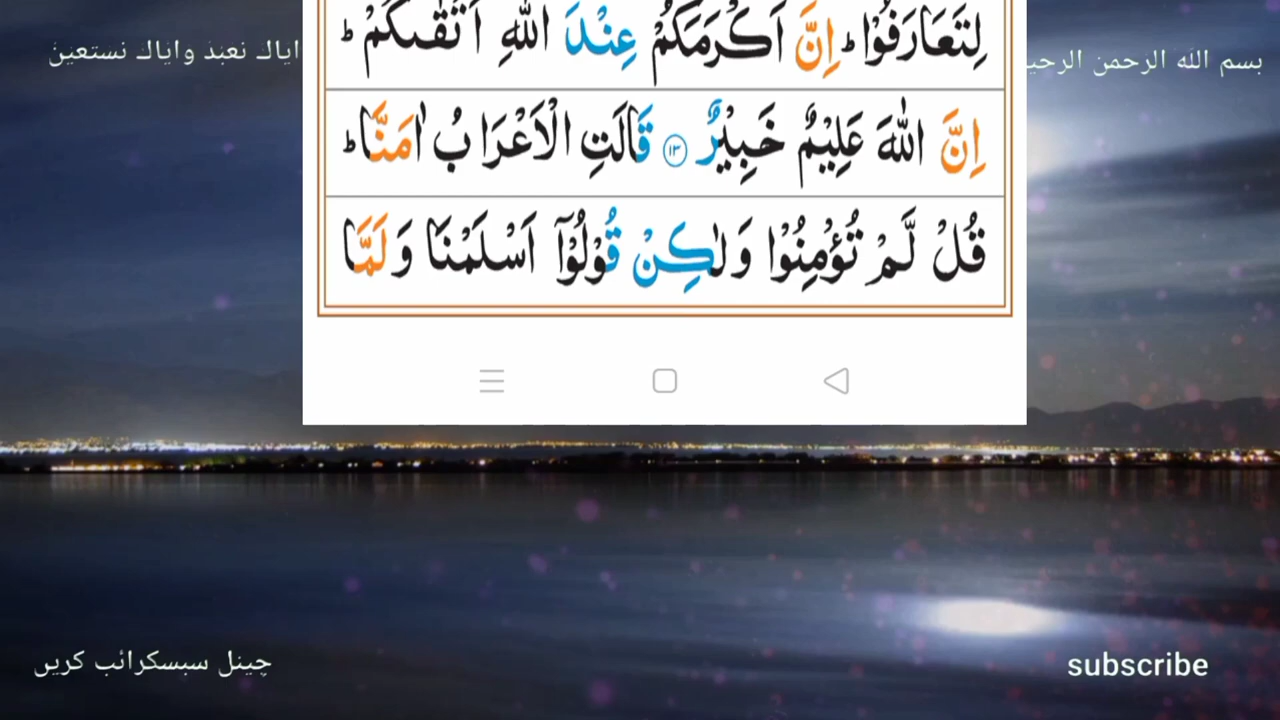 بسم الله الرحمن الرحيم
اياك نعبد واياك نستعين
لِتَعَارَفُوْا ؕ اِنَّ اَكْرَمَكُمْ عِنْدَ اللّٰهِ اَتْقٰىكُمْ ؕ
اِنَّ اللّٰهَ عَلِيْمٌ خَبِيْرٌ ۱۳ قَالَتِ الْاَعْرَابُ اٰمَنَّا ؕ
قُلْ لَّمْ تُؤْمِنُوْا وَلٰكِنْ قُوْلُوْۤا اَسْلَمْنَا وَلَمَّا
چینل سبسکرائب کریں
subscribe